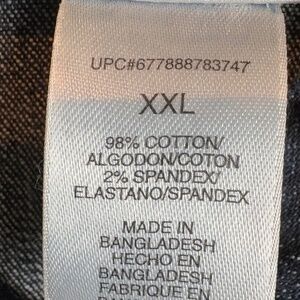 UPC#677888783747
XXL
98% COTTON/
ALGODON/COTON
2% SPANDEX/
ELASTANO/SPANDEX
MADE IN
BANGLADESH
HECHO EN
BANGLADESH
FABRIQUE EN